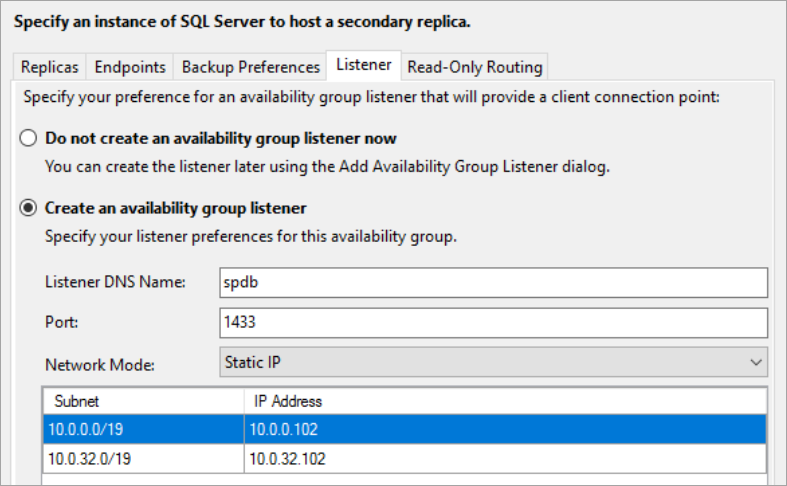 Specify an instance of SQL Server to host a secondary replica.
Replicas Endpoints Backup Preferences Listener Read-Only Routing
Specify your preference for an availability group listener that will provide a client connection point:
Do not create an availability group listener now
You can create the listener later using the Add Availability Group Listener dialog.
Create an availability group listener
Specify your listener preferences for this availability group.
Listener DNS Name: spdb
Port: 1433
Network Mode: Static IP
Subnet IP Address
10.0.0.0/19 10.0.0.102
10.0.32.0/19 10.0.32.102